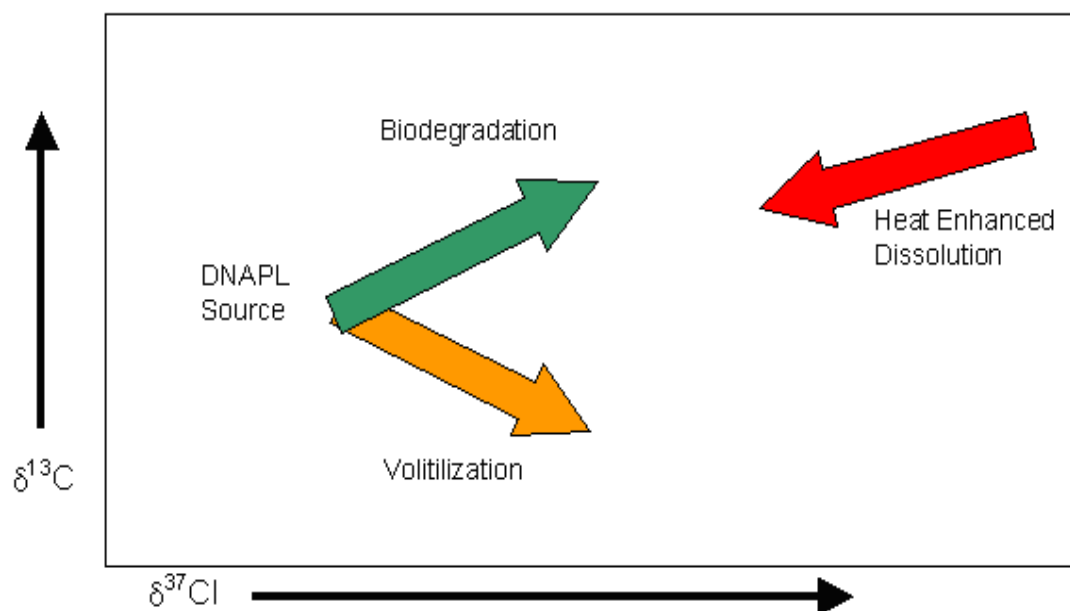 Biodegradation
Heat Enhanced
Dissolution
DNAPL
Source
Volitilization
δ¹³C
δ³⁷Cl